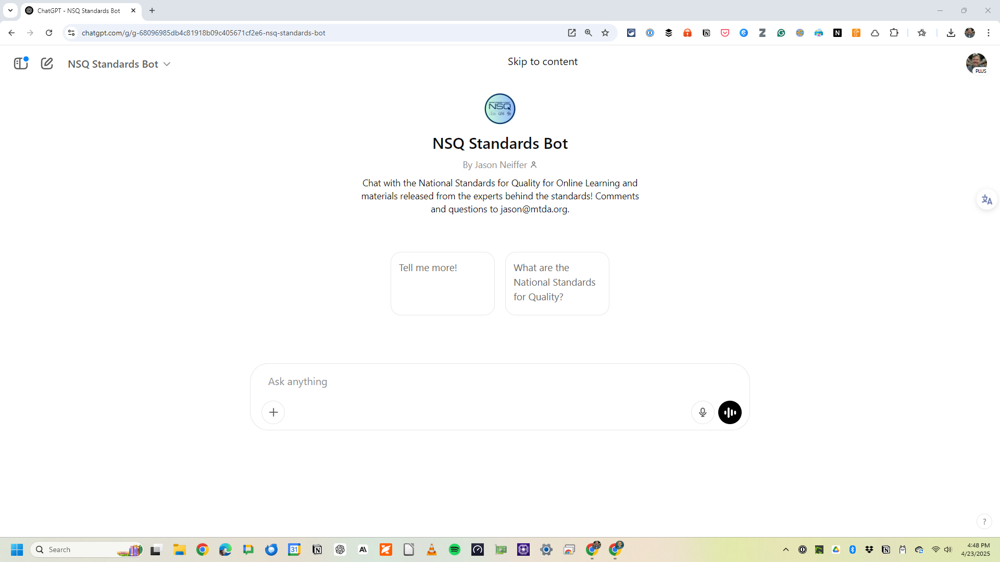 ChatGPT - NSQ Standards Bot
chatgpt.com/g/g-68096985db4c81918b09c405671cf2e6-nsq-standards-bot
NSQ Standards Bot
Skip to content
PLUS
NSQ
QM
NSQ Standards Bot
By Jason Neiffer
Chat with the National Standards for Quality for Online Learning and
materials released from the experts behind the standards! Comments
and questions to jason@mtda.org.
Tell me more!
What are the
National Standards
for Quality?
Ask anything
?
Search
31
4:48 PM
4/23/2025